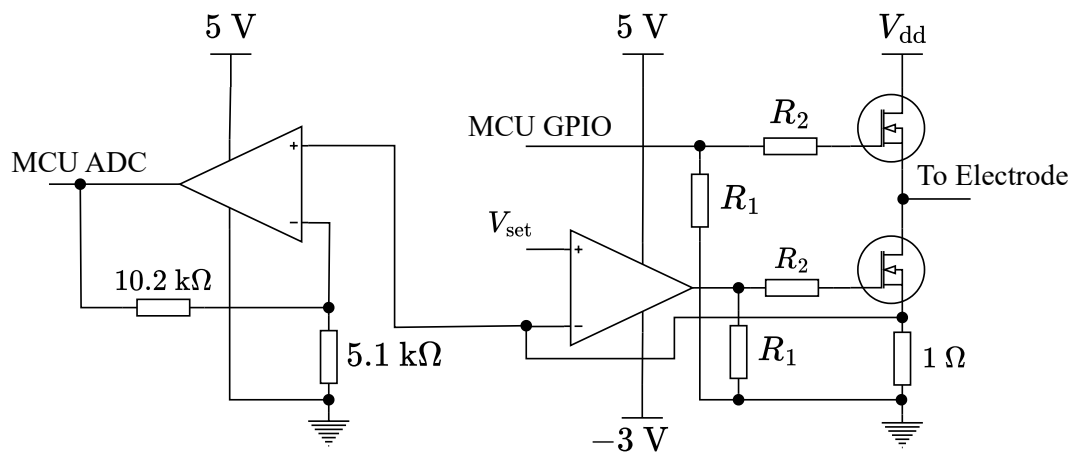 5 V
5 V
V_dd
R_2
MCU GPIO
MCU ADC
To Electrode
R_1
V_set
R_2
10.2 kΩ
5.1 kΩ
R_1
1 Ω
−3 V